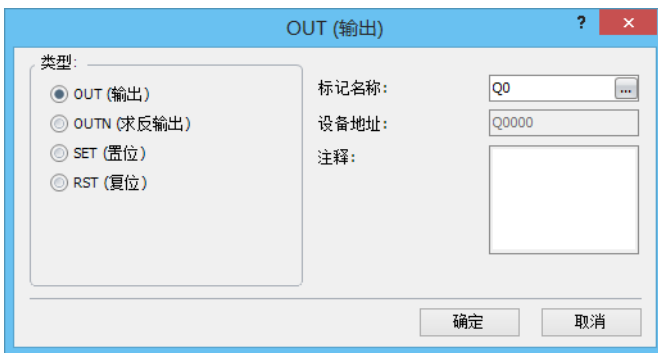 OUT (输出)
?
类型:
OUT (输出)
OUTN (求反输出)
SET (置位)
RST (复位)
标记名称:
Q0
...
设备地址:
Q0000
注释:
确定
取消